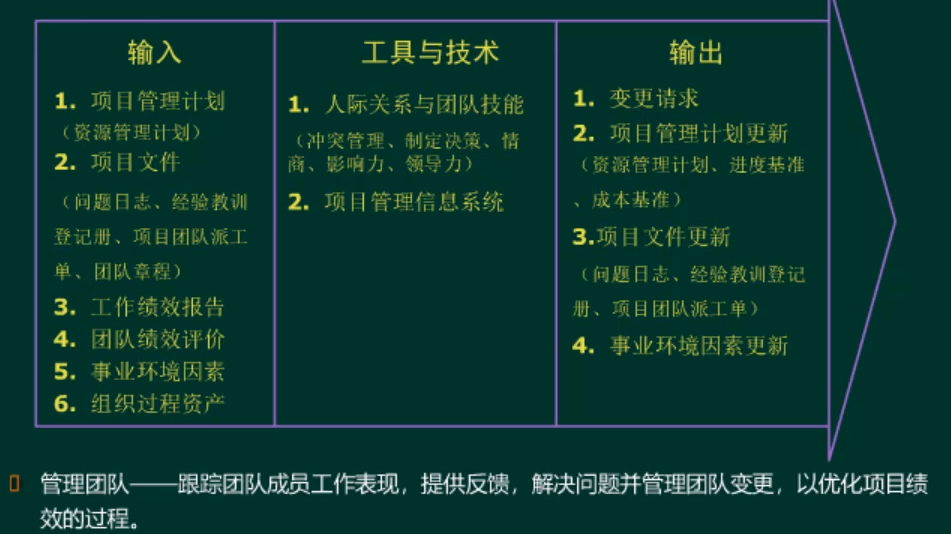 输入
1. 项目管理计划
（资源管理计划）
2. 项目文件
（问题日志、经验教训
登记册、项目团队派工
单、团队章程）
3. 工作绩效报告
4. 团队绩效评价
5. 事业环境因素
6. 组织过程资产
工具与技术
1. 人际关系与团队技能
（冲突管理、制定决策、情
商、影响力、领导力）
2. 项目管理信息系统
输出
1. 变更请求
2. 项目管理计划更新
（资源管理计划、进度基准
、成本基准）
3.项目文件更新
（问题日志、经验教训登记
册、项目团队派工单）
4. 事业环境因素更新
管理团队——跟踪团队成员工作表现，提供反馈，解决问题并管理团队变更，以优化项目绩
效的过程。